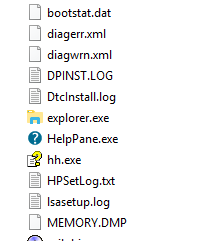 bootstat.dat
diagerr.xml
diagwrn.xml
DPINST.LOG
DtcInstall.log
explorer.exe
HelpPane.exe
hh.exe
HPSetLog.txt
lsasetup.log
MEMORY.DMP